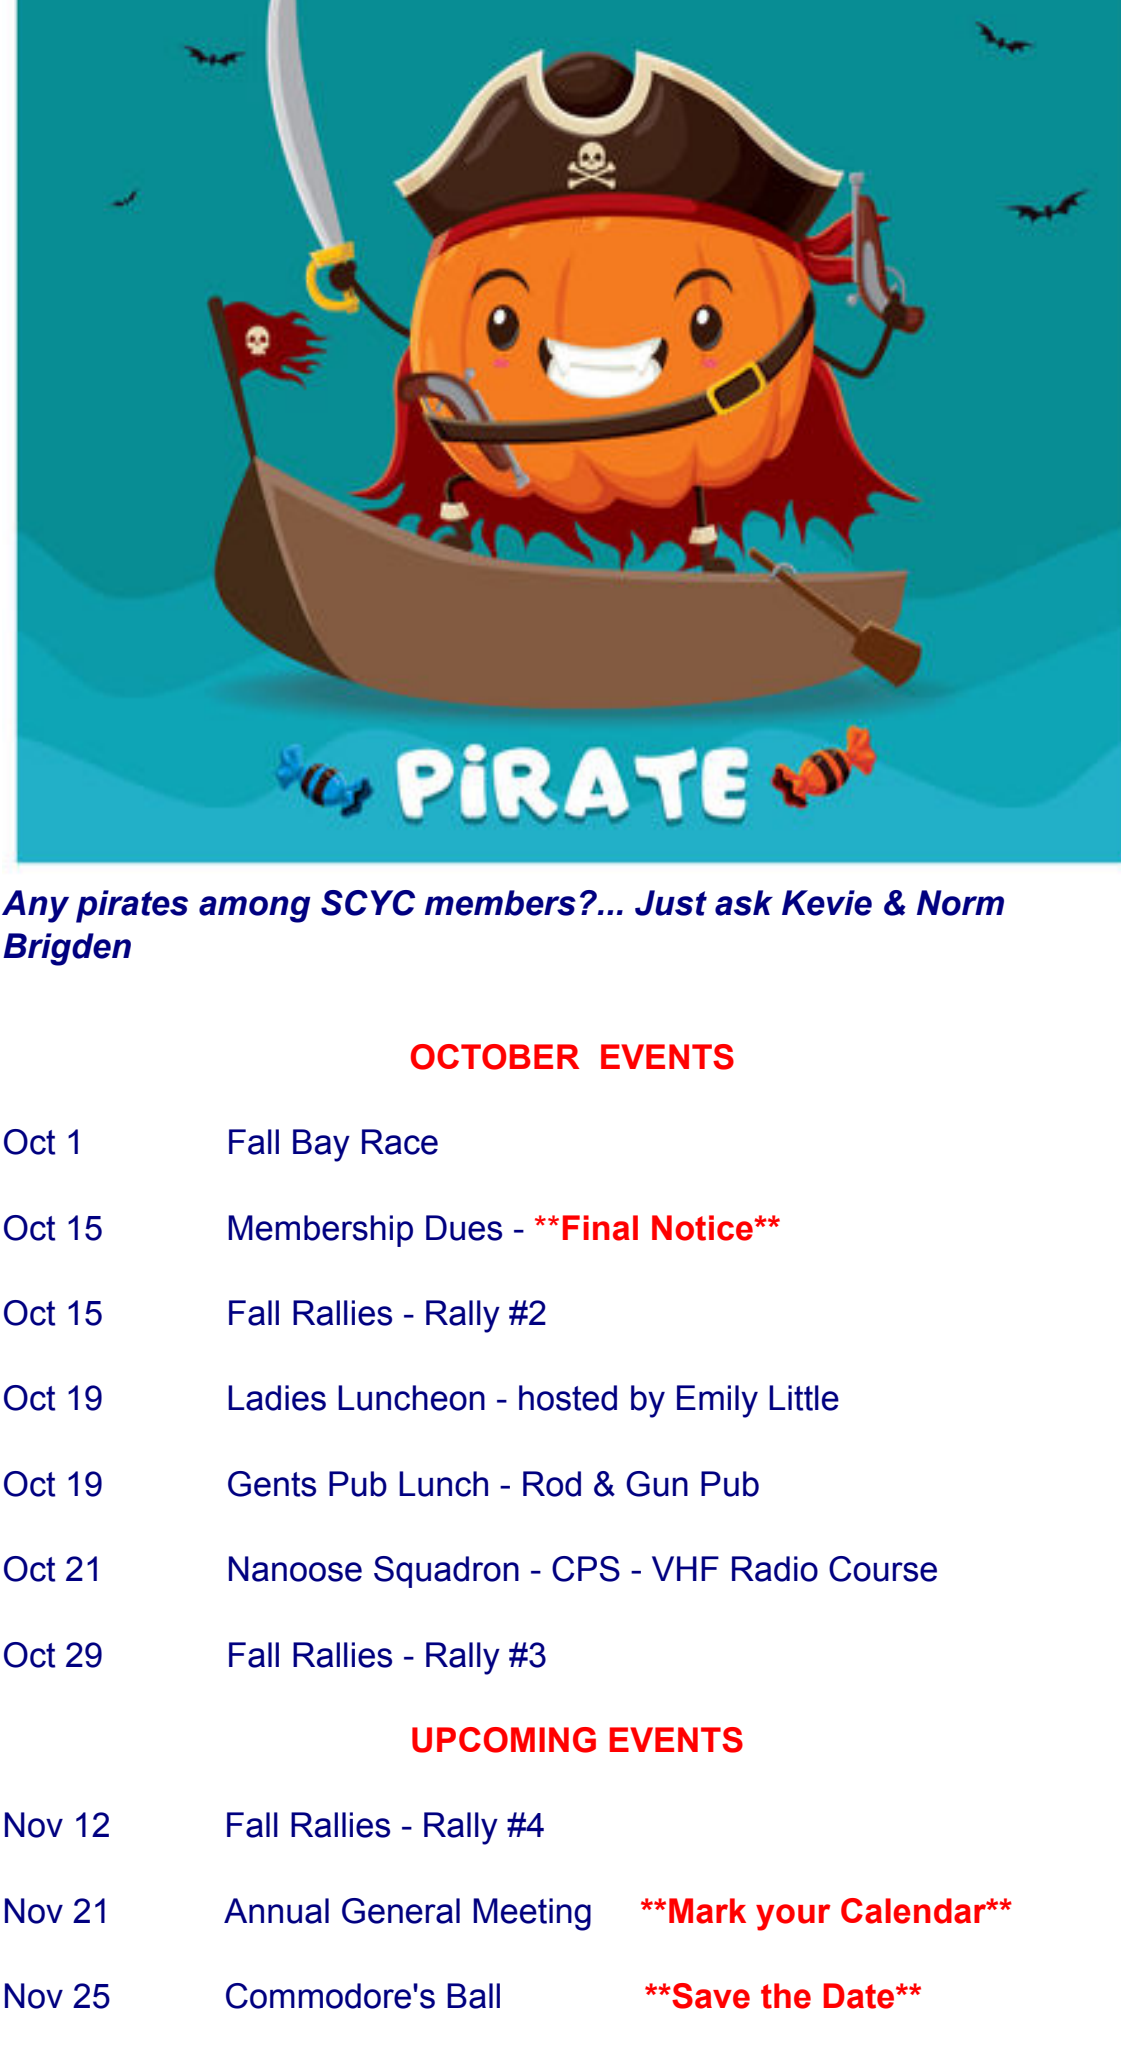 PiRATE
Any pirates among SCYC members?... Just ask Kevie & Norm
Brigden
OCTOBER EVENTS
Oct 1 Fall Bay Race
Oct 15 Membership Dues - **Final Notice**
Oct 15 Fall Rallies - Rally #2
Oct 19 Ladies Luncheon - hosted by Emily Little
Oct 19 Gents Pub Lunch - Rod & Gun Pub
Oct 21 Nanoose Squadron - CPS - VHF Radio Course
Oct 29 Fall Rallies - Rally #3
UPCOMING EVENTS
Nov 12 Fall Rallies - Rally #4
Nov 21 Annual General Meeting **Mark your Calendar**
Nov 25 Commodore's Ball **Save the Date**